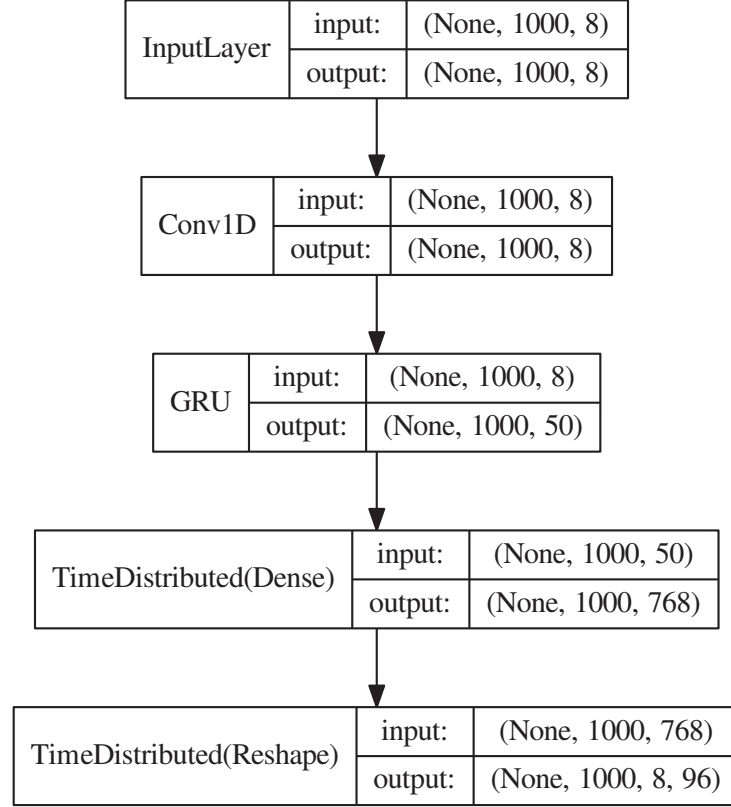 InputLayer
input: (None, 1000, 8)
output: (None, 1000, 8)
Conv1D
input: (None, 1000, 8)
output: (None, 1000, 8)
GRU
input: (None, 1000, 8)
output: (None, 1000, 50)
TimeDistributed(Dense)
input: (None, 1000, 50)
output: (None, 1000, 768)
TimeDistributed(Reshape)
input: (None, 1000, 768)
output: (None, 1000, 8, 96)